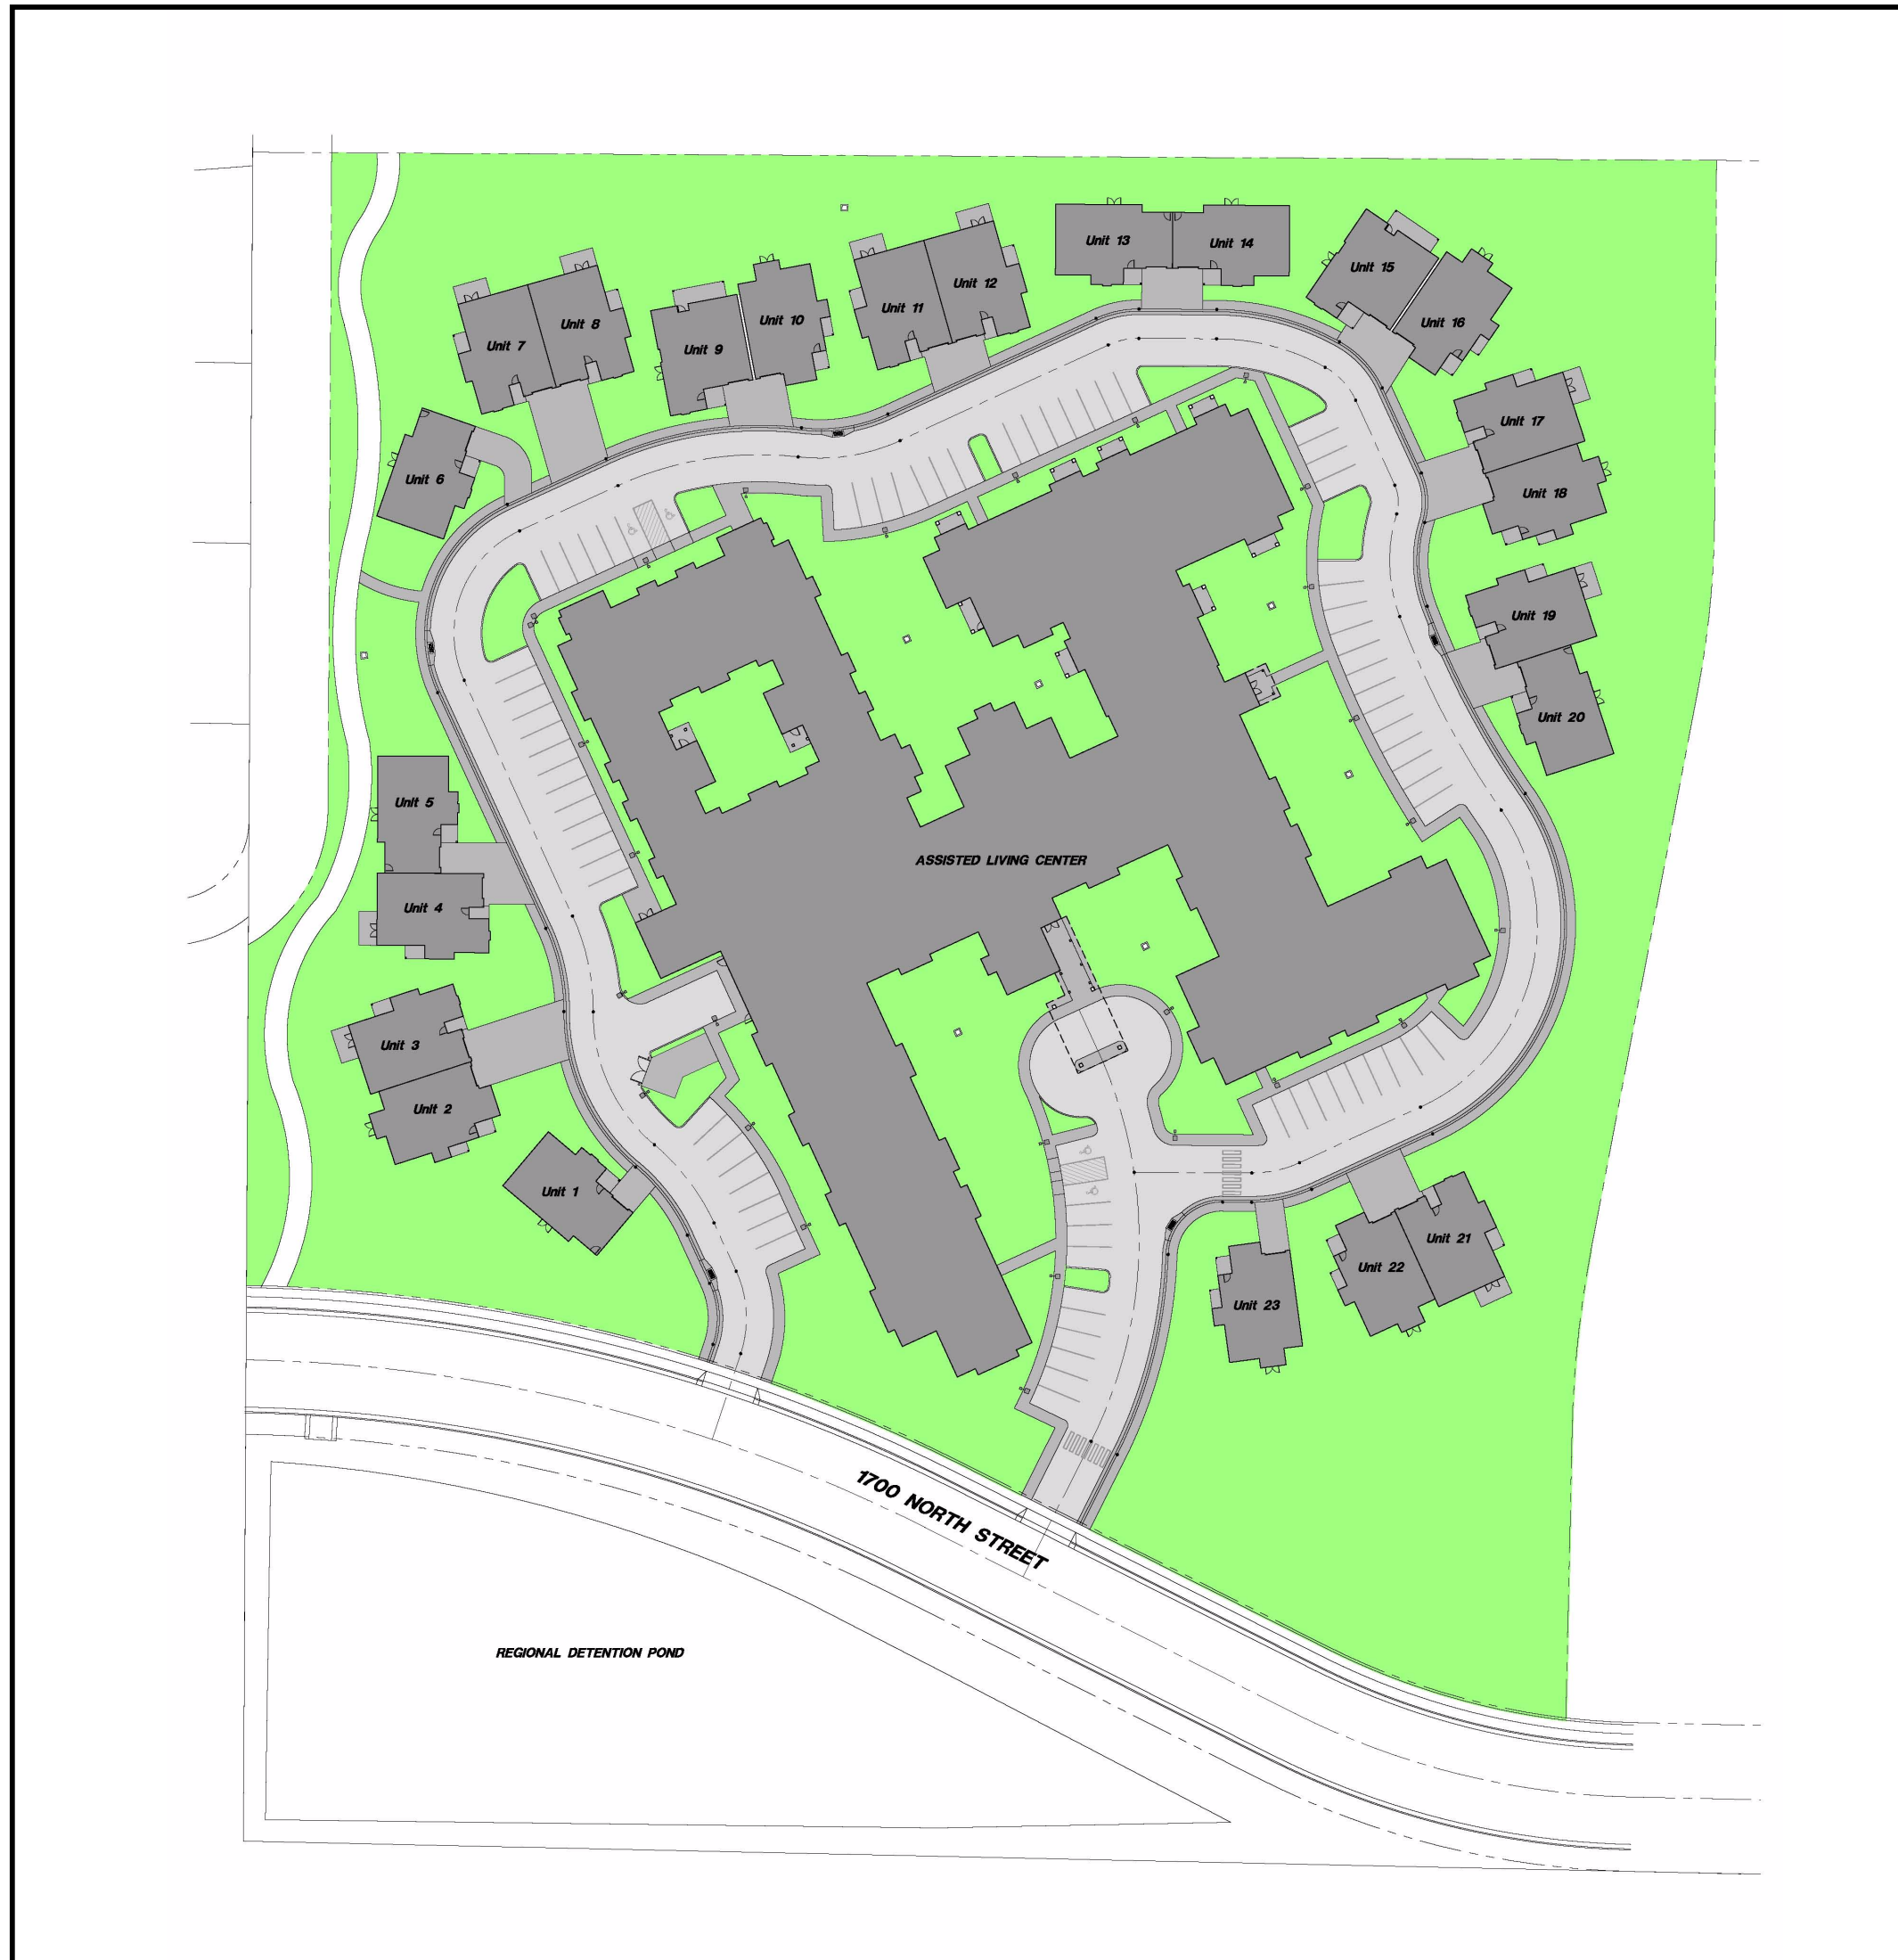 Unit 13
Unit 14
Unit 15
Unit 12
Unit 11
Unit 10
Unit 16
Unit 8
Unit 7
Unit 9
Unit 17
Unit 6
Unit 18
Unit 19
Unit 20
Unit 5
ASSISTED LIVING CENTER
Unit 4
Unit 3
Unit 2
Unit 1
Unit 21
Unit 22
Unit 23
1700 NORTH STREET
REGIONAL DETENTION POND